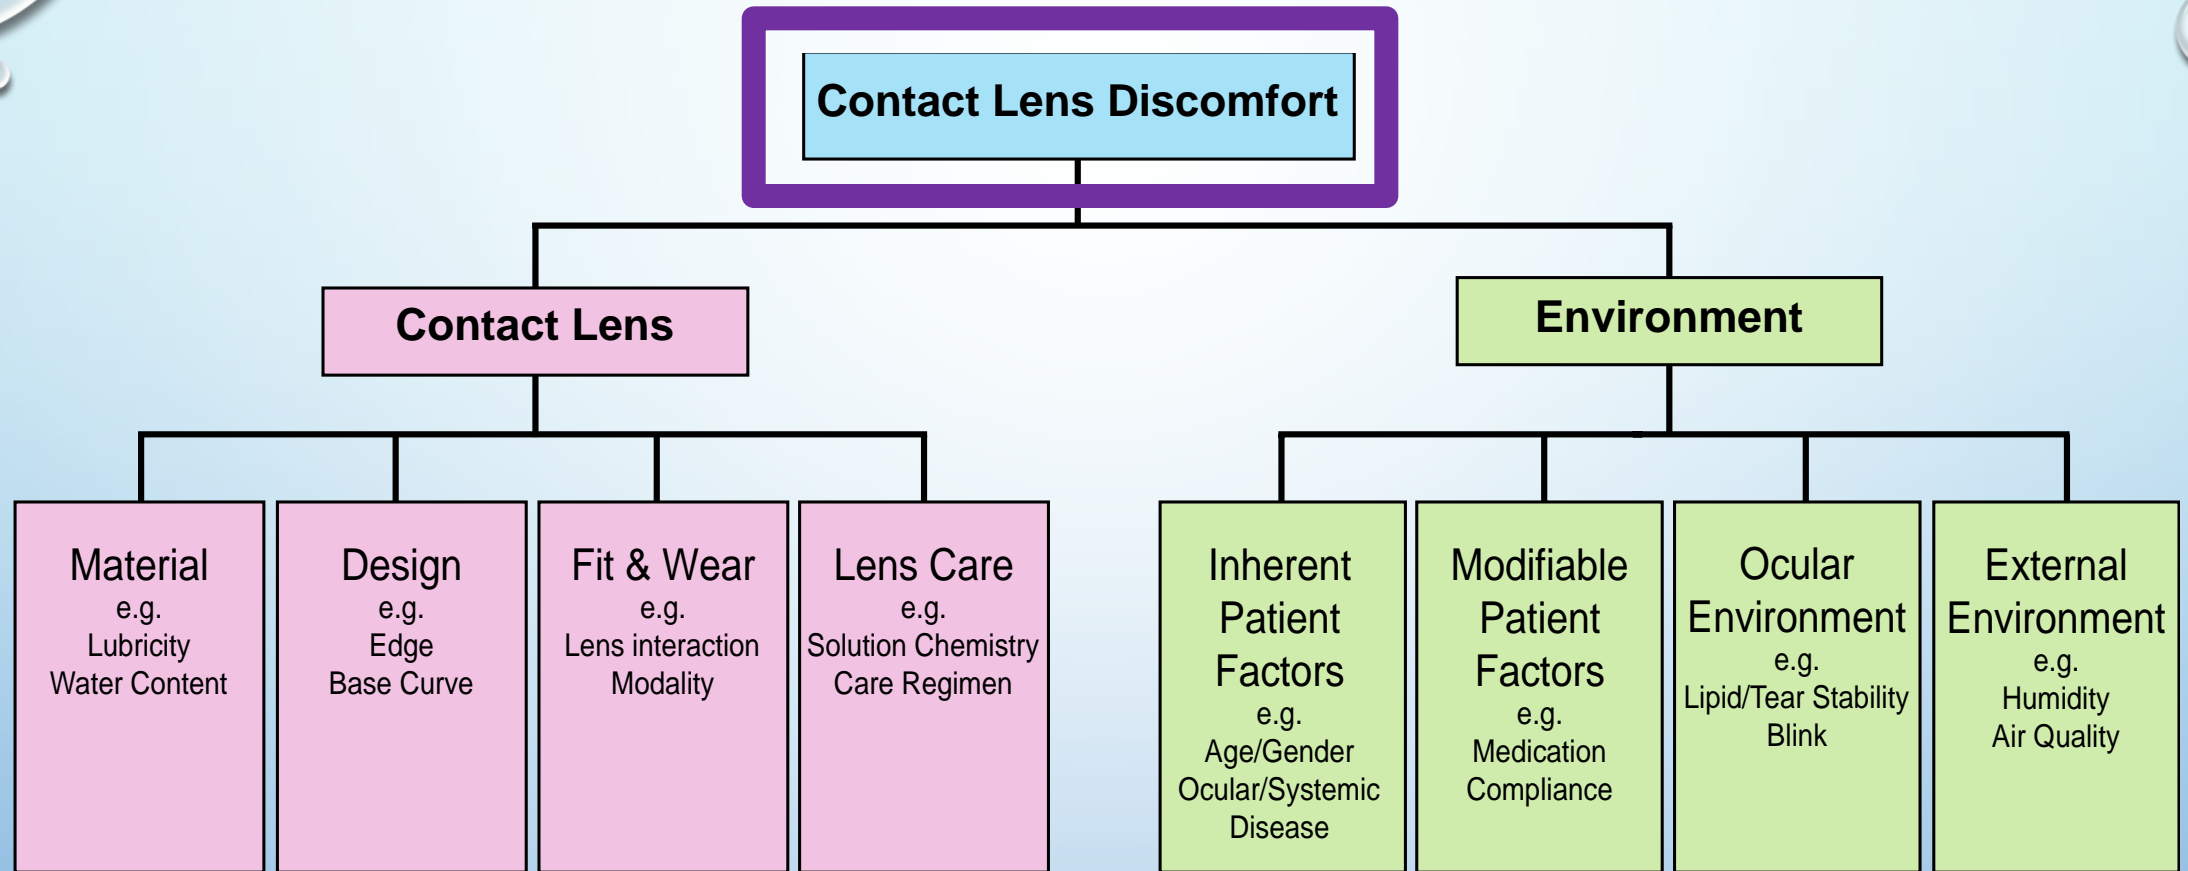 Contact Lens Discomfort
Contact Lens
Environment
Material
e.g.
Lubricity
Water Content
Design
e.g.
Edge
Base Curve
Fit & Wear
e.g.
Lens interaction
Modality
Lens Care
e.g.
Solution Chemistry
Care Regimen
Inherent
Patient
Factors
e.g.
Age/Gender
Ocular/Systemic
Disease
Modifiable
Patient
Factors
e.g.
Medication
Compliance
Ocular
Environment
e.g.
Lipid/Tear Stability
Blink
External
Environment
e.g.
Humidity
Air Quality